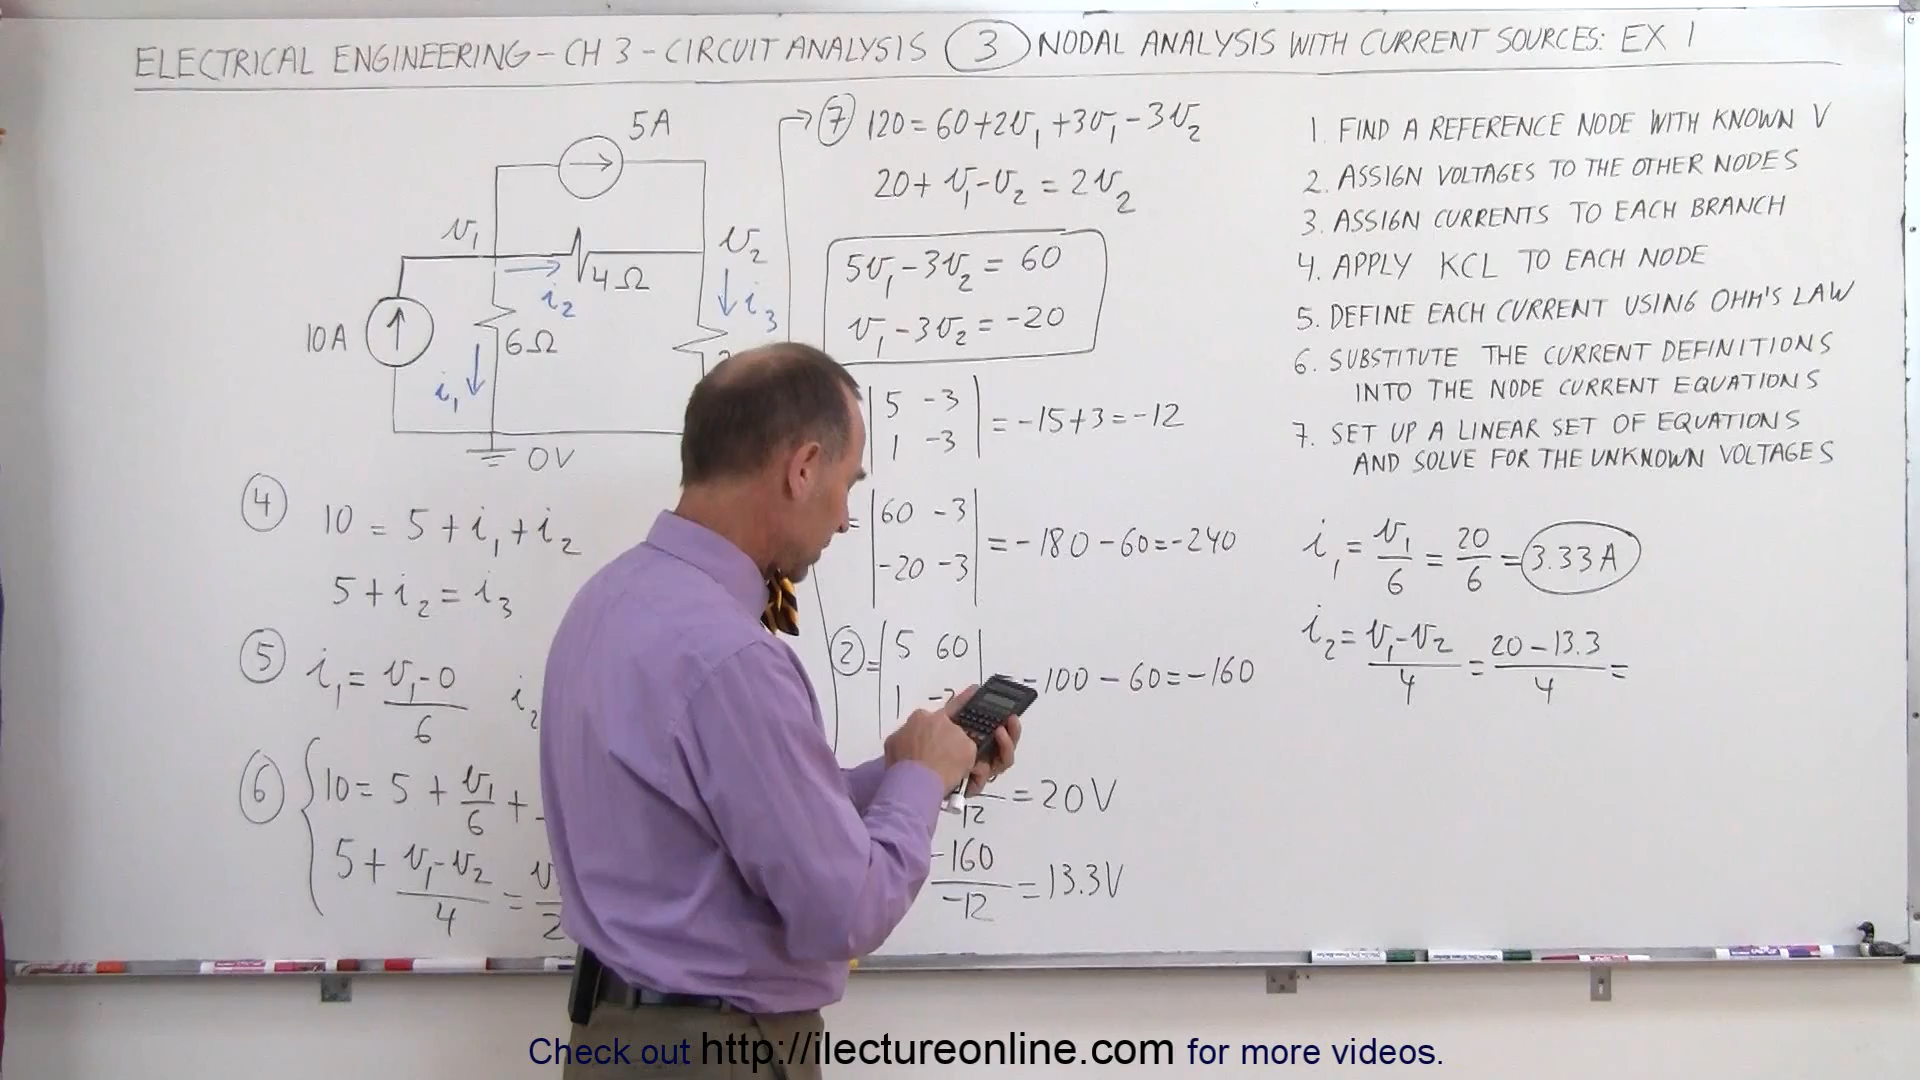 ELECTRICAL ENGINEERING - CH 3 - CIRCUIT ANALYSIS 3 NODAL ANALYSIS WITH CURRENT SOURCES: EX 1
5A
v₁
v₂
4Ω
i₂
i₃
10A
6Ω
i₁
0V
4
10 = 5 + i₁ + i₂
5 + i₂ = i₃
5
i₁ = (v₁ - 0)/6 i₂
6
10 = 5 + v₁/6 +
5 + (v₁ - v₂)/4 = v/2
7 120 = 60 + 2v₁ + 3v₁ - 3v₂
20 + v₁ - v₂ = 2v₂
5v₁ - 3v₂ = 60
v₁ - 3v₂ = -20
5 -3
1 -3
= -15 + 3 = -12
= 60 -3
-20 -3
= -180 - 60 = -240
2 = 5 60
1
-100 - 60 = -160
12 = 20V
-160/-12 = 13.3V
1. FIND A REFERENCE NODE WITH KNOWN V
2. ASSIGN VOLTAGES TO THE OTHER NODES
3. ASSIGN CURRENTS TO EACH BRANCH
4. APPLY KCL TO EACH NODE
5. DEFINE EACH CURRENT USING OHH'S LAW
6. SUBSTITUTE THE CURRENT DEFINITIONS
INTO THE NODE CURRENT EQUATIONS
7. SET UP A LINEAR SET OF EQUATIONS
AND SOLVE FOR THE UNKNOWN VOLTAGES
i₁ = v₁/6 = 20/6 = 3.33A
i₂ = (v₁ - v₂)/4 = (20 - 13.3)/4 =
Check out http://ilectureonline.com for more videos.